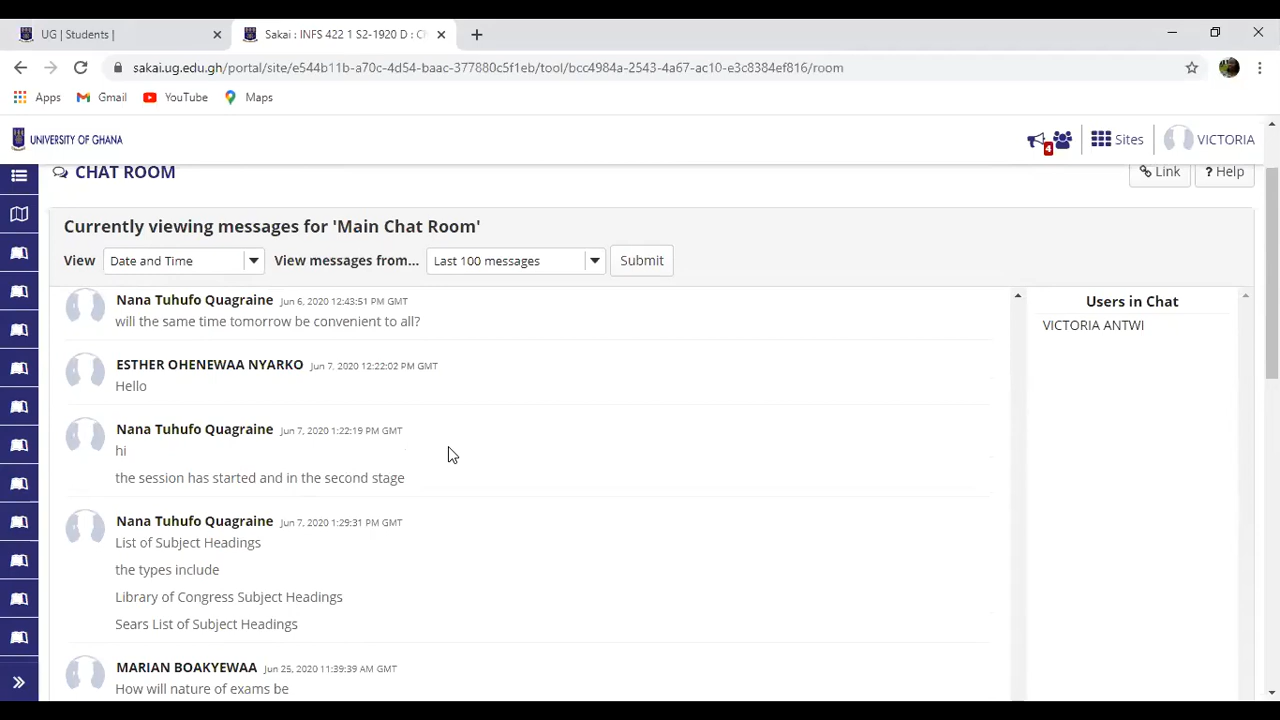 UG | Students |
Sakai : INFS 422 1 S2-1920 D :
sakai.ug.edu.gh/portal/site/e544b11b-a70c-4d54-baac-377880c5f1eb/tool/bcc4984a-2543-4a67-ac10-e3c8384ef816/room
Apps Gmail YouTube Maps
UNIVERSITY OF GHANA
4
Sites
VICTORIA
CHAT ROOM
Link
? Help
Currently viewing messages for 'Main Chat Room'
View Date and Time View messages from... Last 100 messages Submit
Nana Tuhufo Quagraine Jun 6, 2020 12:43:51 PM GMT
will the same time tomorrow be convenient to all?
ESTHER OHENEWAA NYARKO Jun 7, 2020 12:22:02 PM GMT
Hello
Nana Tuhufo Quagraine Jun 7, 2020 1:22:19 PM GMT
hi
the session has started and in the second stage
Nana Tuhufo Quagraine Jun 7, 2020 1:29:31 PM GMT
List of Subject Headings
the types include
Library of Congress Subject Headings
Sears List of Subject Headings
MARIAN BOAKYEWAA Jun 25, 2020 11:39:39 AM GMT
How will nature of exams be
Users in Chat
VICTORIA ANTWI